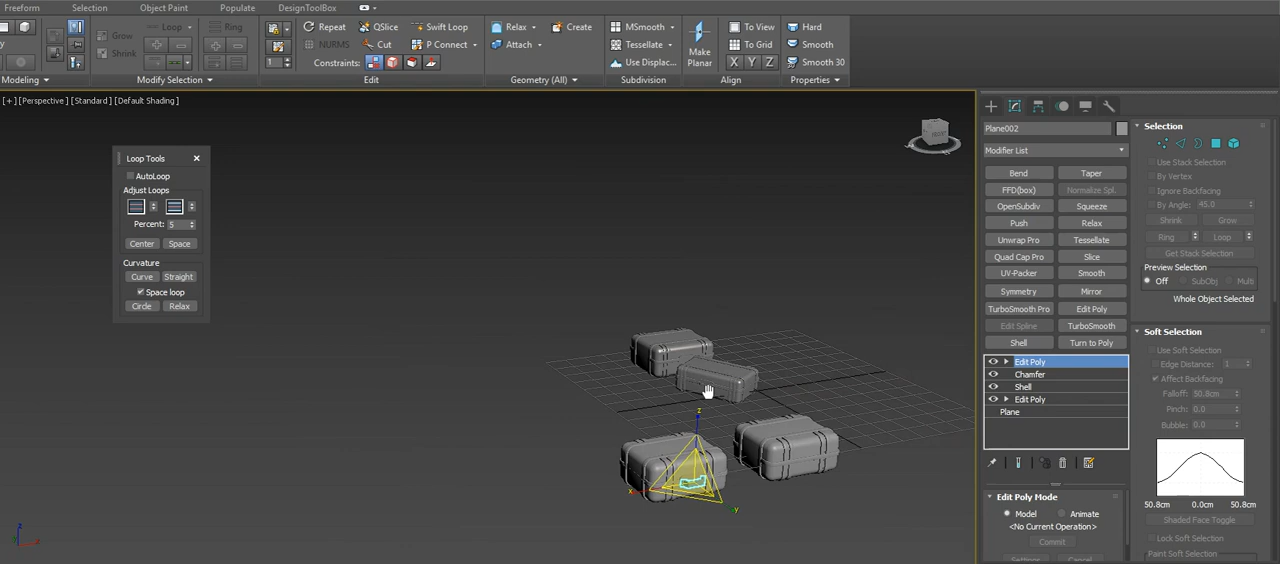 Freeform Selection Object Paint Populate DesignToolBox
Grow Loop Ring Repeat QSlice Swift Loop Relax Create MSmooth To View Hard
Shrink NURMS Cut P Connect Attach Tessellate Make Planar To Grid Smooth
1 Constraints: Use Displac... X Y Z Smooth 30
Modeling Modify Selection Edit Geometry (All) Subdivision Align Properties
[+] [Perspective] [Standard] [Default Shading]
Loop Tools
AutoLoop
Adjust Loops
Percent: 5
Center Space
Curvature
Curve Straight
Space loop
Circle Relax
z
x
y
z
Plane002
Modifier List
Bend Taper
FFD(box) Normalize Spl.
OpenSubdiv Squeeze
Push Relax
Unwrap Pro Tessellate
Quad Cap Pro Slice
UV-Packer Smooth
Symmetry Mirror
TurboSmooth Pro Edit Poly
Edit Spline TurboSmooth
Shell Turn to Poly
Edit Poly
Chamfer
Shell
Edit Poly
Plane
Edit Poly Mode
Model Animate
<No Current Operation>
Commit
Settings Cancel
Selection
Use Stack Selection
By Vertex
Ignore Backfacing
By Angle: 45.0
Shrink Grow
Ring Loop
Get Stack Selection
Preview Selection
Off SubObj Multi
Whole Object Selected
Soft Selection
Use Soft Selection
Edge Distance: 1
Affect Backfacing
Falloff: 50.8cm
Pinch: 0.0
Bubble: 0.0
50.8cm 0.0cm 50.8cm
Shaded Face Toggle
Lock Soft Selection
Paint Soft Selection